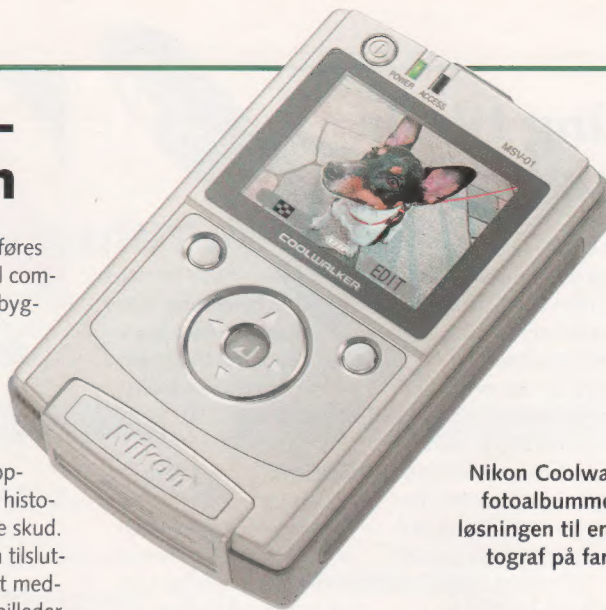 føres
com-
byg-
op-
histo-
skud.
tilslut-
med-
billeder
POWER ACCESS
MSV-01
EDIT
COOLWALKER
Nikon
Nikon Coolwa
fotoalbumme
løsningen til en
tograf på far